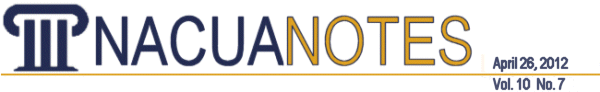 NACUANOTES
April 26, 2012
Vol. 10 No. 7